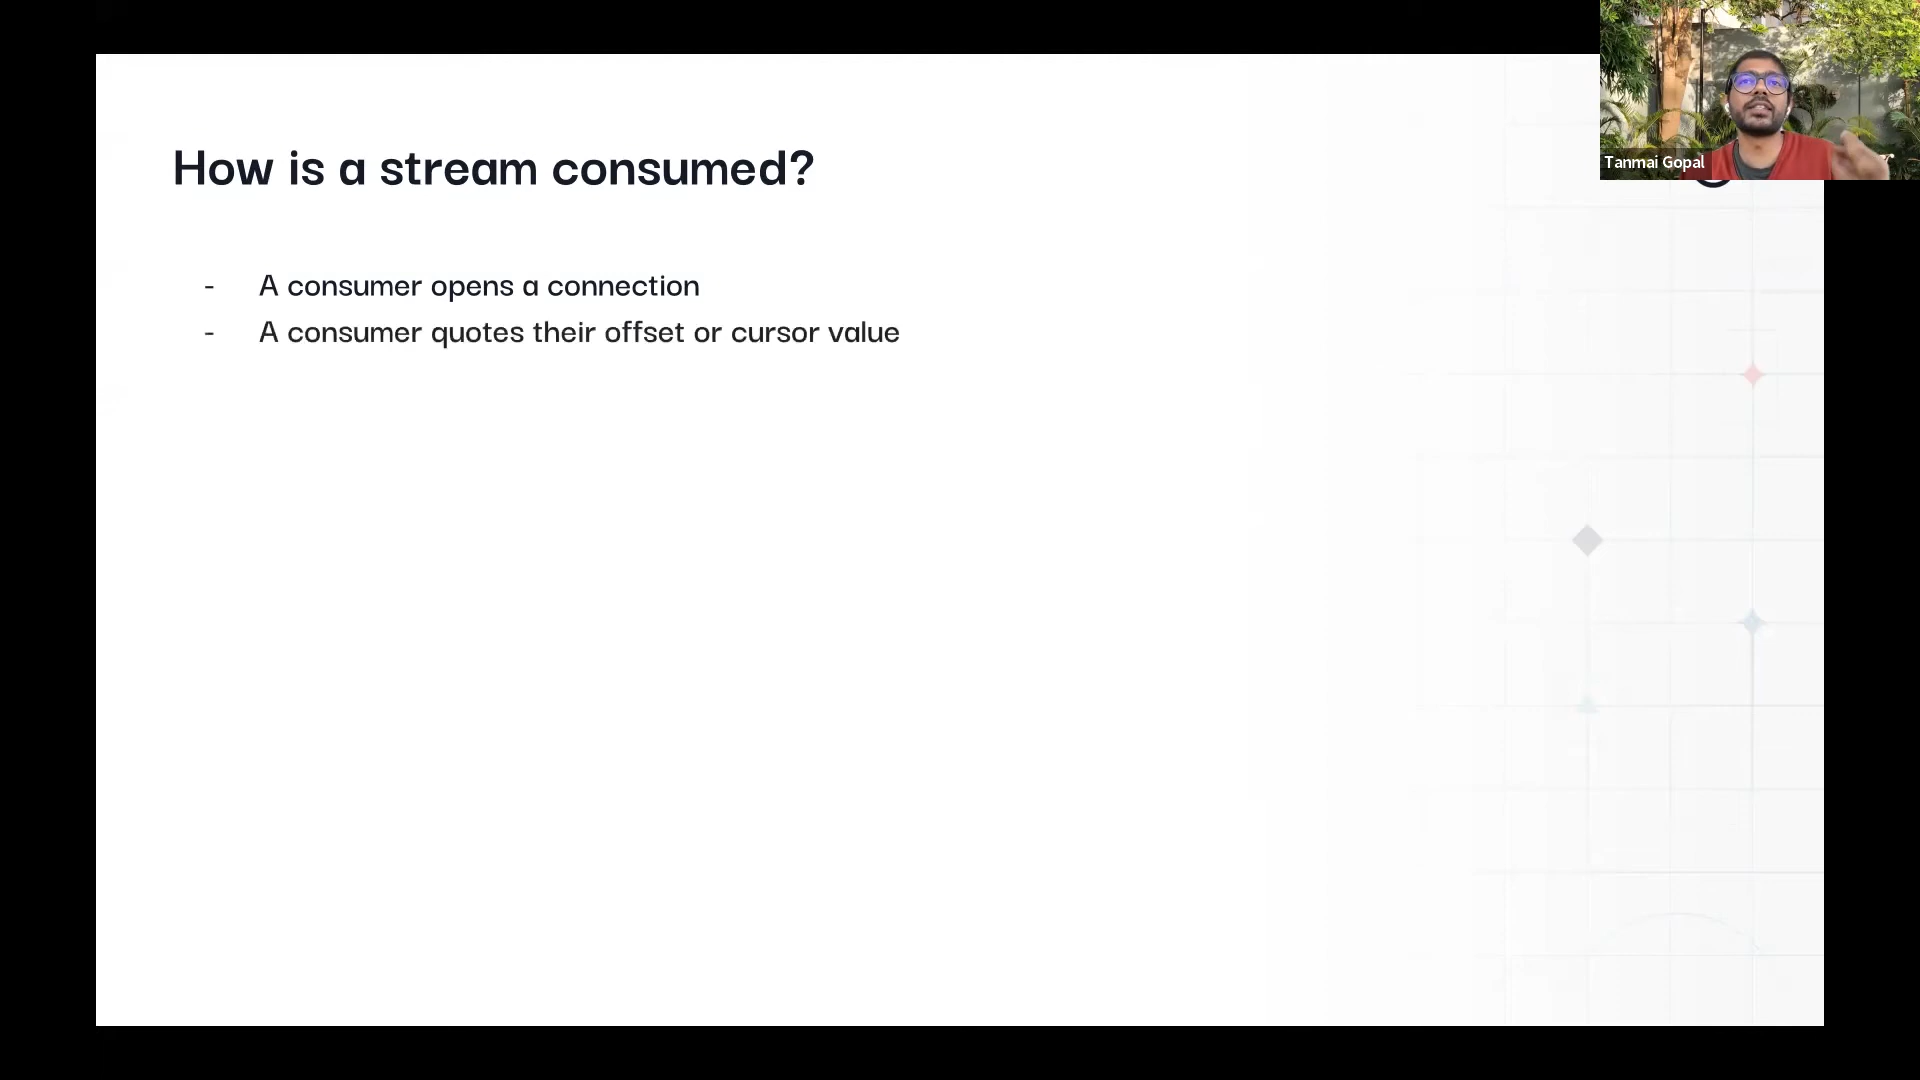 How is a stream consumed?
- A consumer opens a connection
- A consumer quotes their offset or cursor value
Tanmai Gopal